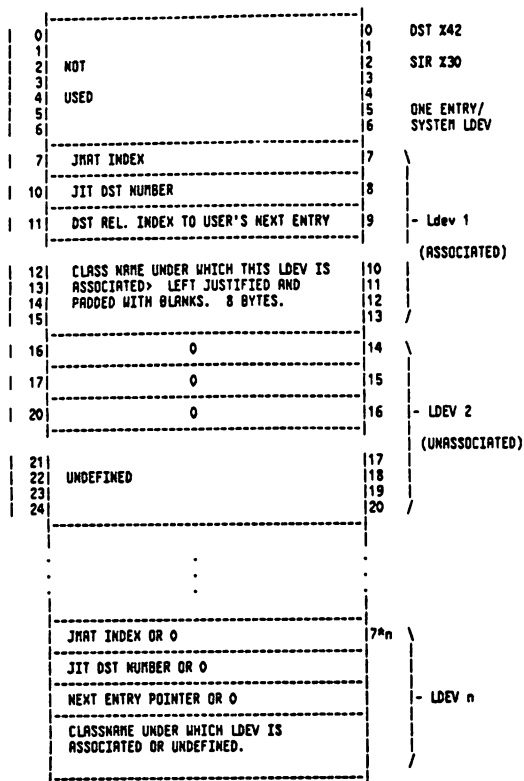 0 0 DST %42
1 1
2 NOT 2 SIR %30
3 3
4 USED 4
5 5 ONE ENTRY/
6 6 SYSTEM LDEV
7 JMAT INDEX 7
10 JIT DST NUMBER 8
11 DST REL. INDEX TO USER'S NEXT ENTRY 9 - Ldev 1
(ASSOCIATED)
12 CLASS NAME UNDER WHICH THIS LDEV IS 10
13 ASSOCIATED> LEFT JUSTIFIED AND 11
14 PADDED WITH BLANKS. 8 BYTES. 12
15 13
16 0 14
17 0 15
20 0 16 - LDEV 2
(UNASSOCIATED)
21 17
22 UNDEFINED 18
23 19
24 20
JMAT INDEX OR 0 7*n
JIT DST NUMBER OR 0
NEXT ENTRY POINTER OR 0 - LDEV n
CLASSNAME UNDER WHICH LDEV IS
ASSOCIATED OR UNDEFINED.